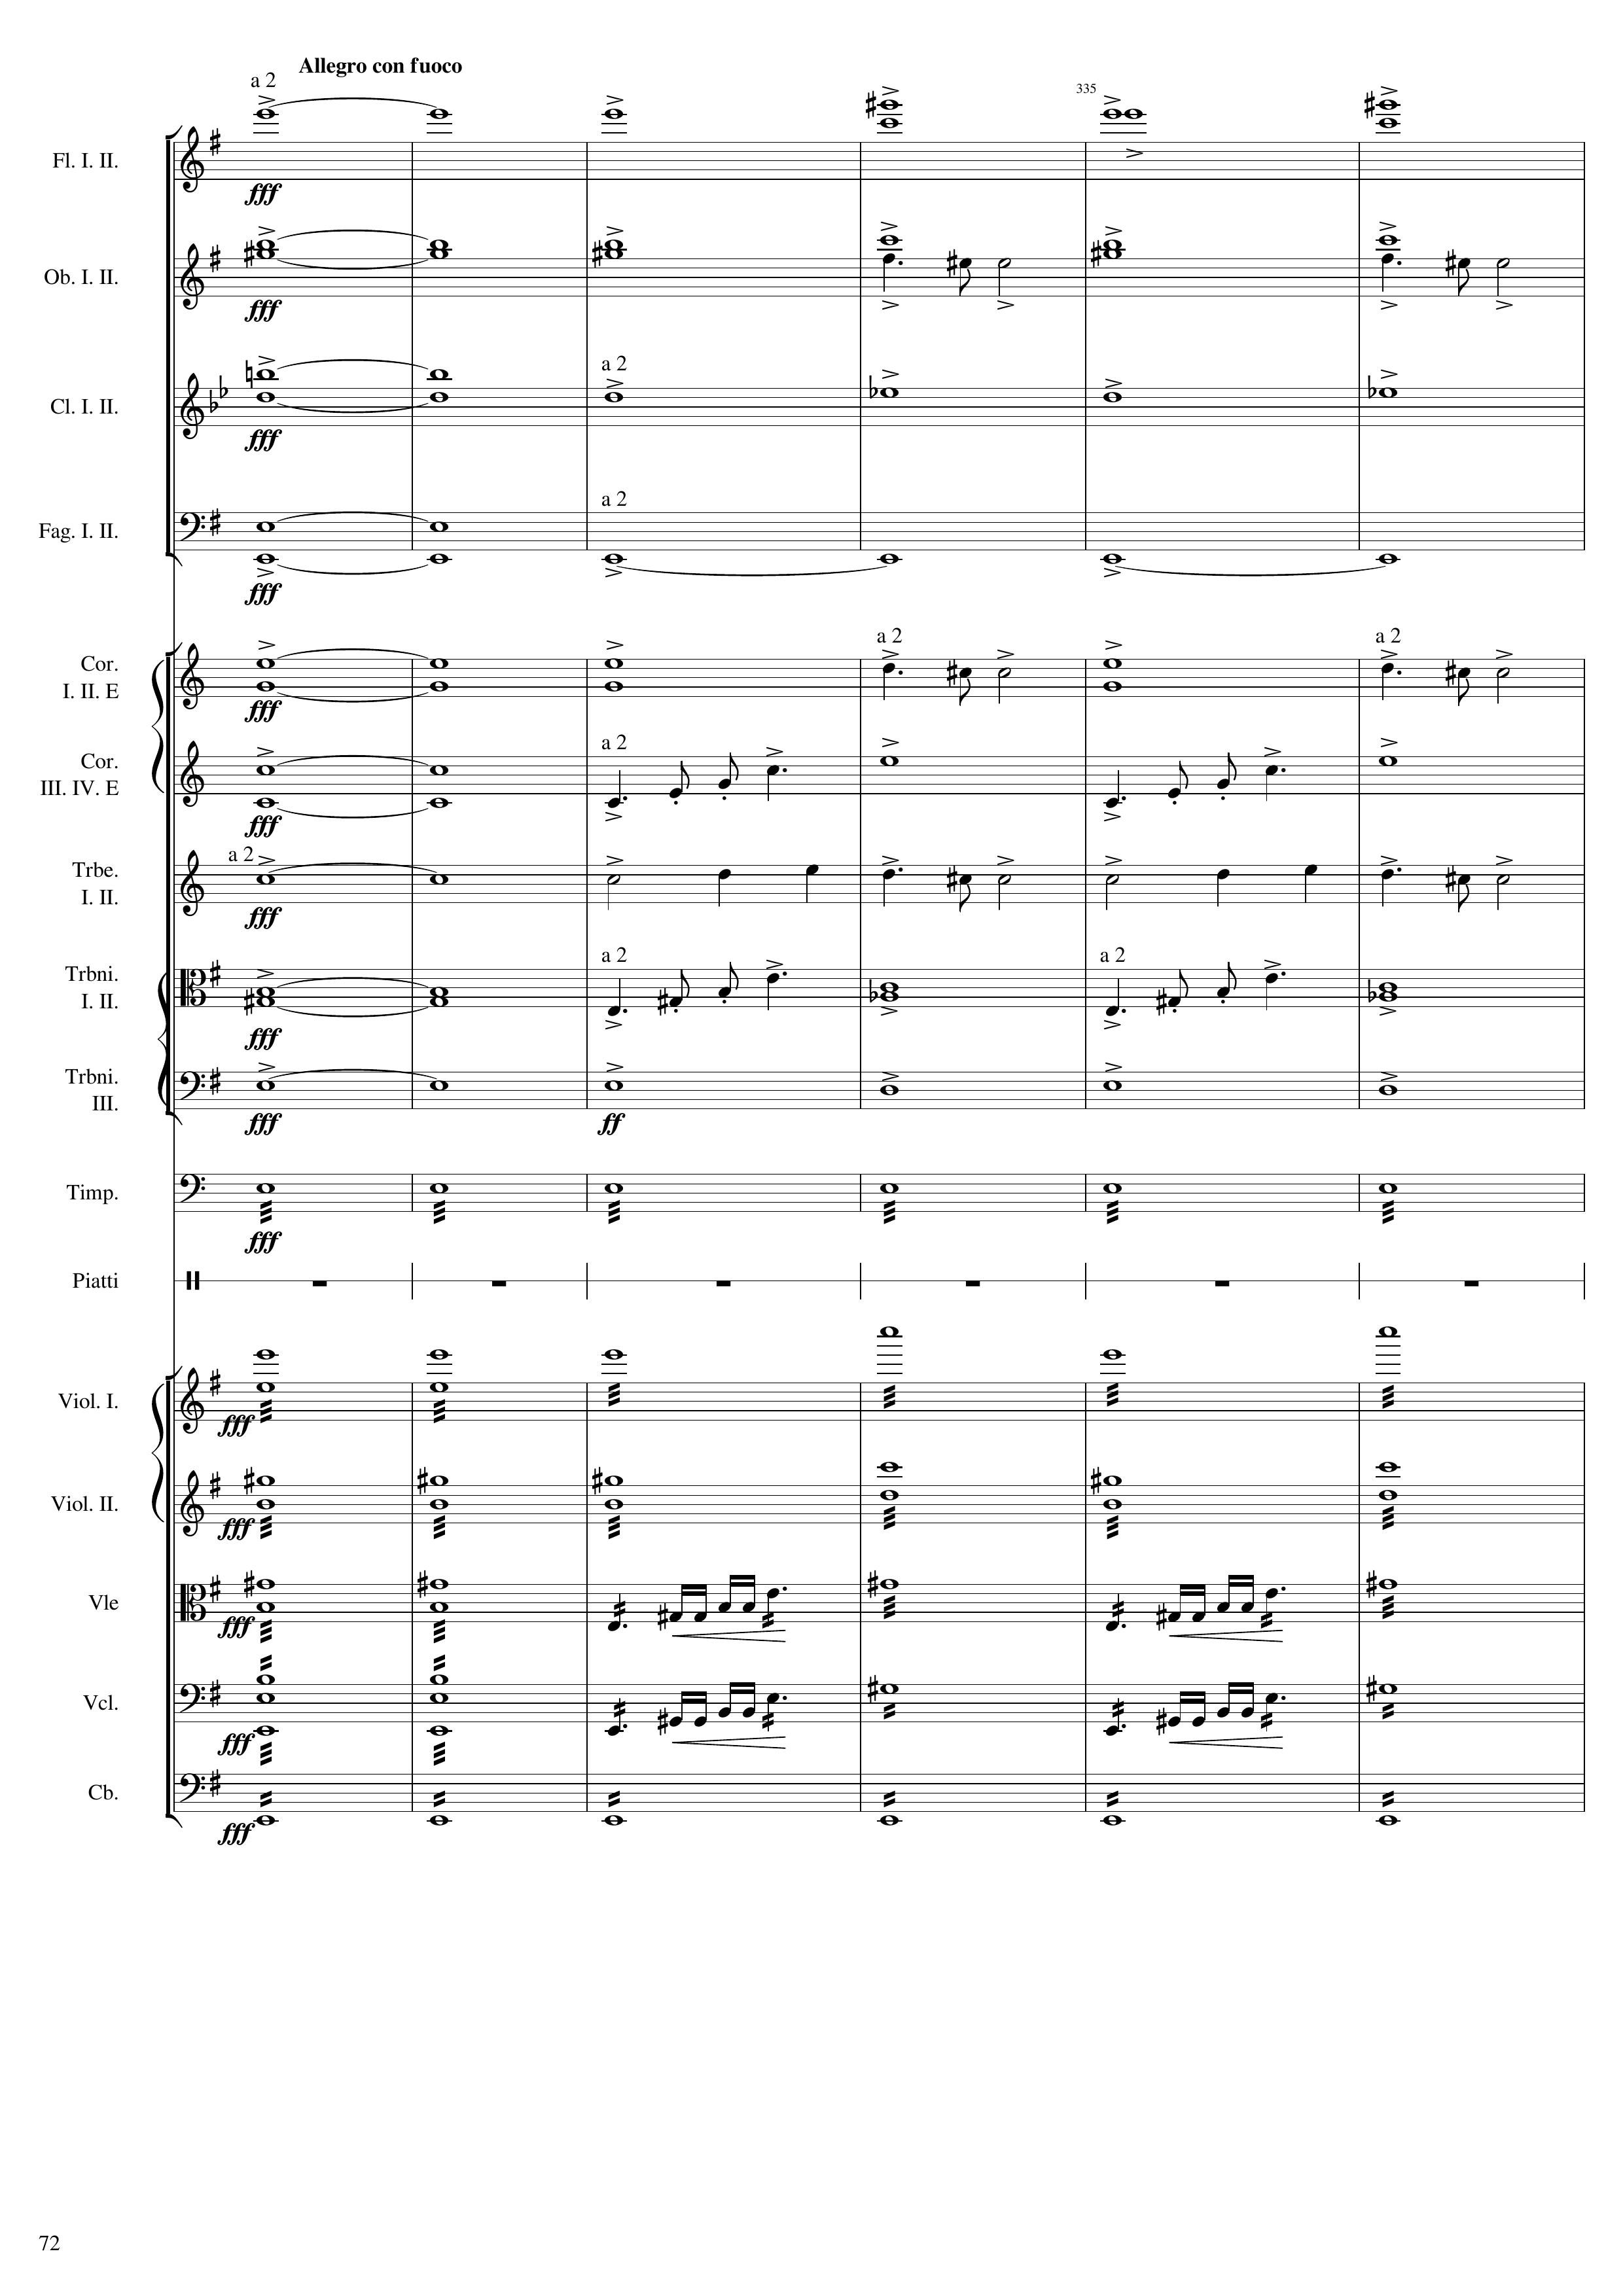 Allegro con fuoco
a 2
335
Fl. I. II.
fff
Ob. I. II.
fff
a 2
Cl. I. II.
fff
a 2
Fag. I. II.
fff
a 2
a 2
Cor.
I. II. E
fff
a 2
Cor.
III. IV. E
fff
a 2
Trbe.
I. II.
fff
a 2
a 2
Trbni.
I. II.
fff
Trbni.
III.
fff
ff
Timp.
fff
Piatti
Viol. I.
fff
Viol. II.
fff
Vle
fff
Vcl.
fff
Cb.
fff
72